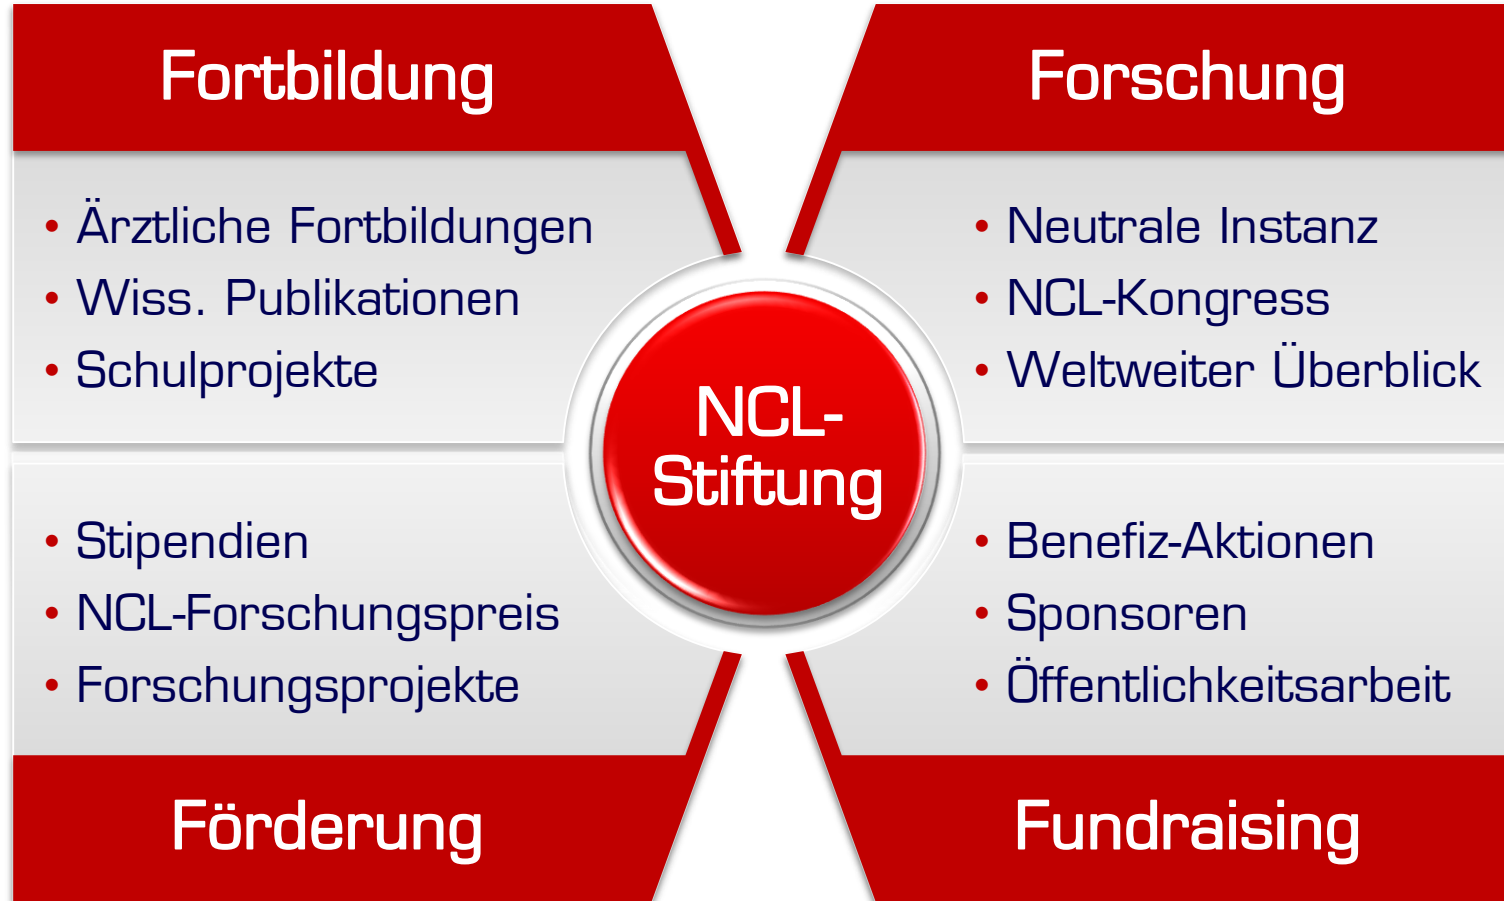 Fortbildung
• Ärztliche Fortbildungen
• Wiss. Publikationen
• Schulprojekte
Forschung
• Neutrale Instanz
• NCL-Kongress
• Weltweiter Überblick
NCL-
Stiftung
• Stipendien
• NCL-Forschungspreis
• Forschungsprojekte
Förderung
• Benefiz-Aktionen
• Sponsoren
• Öffentlichkeitsarbeit
Fundraising